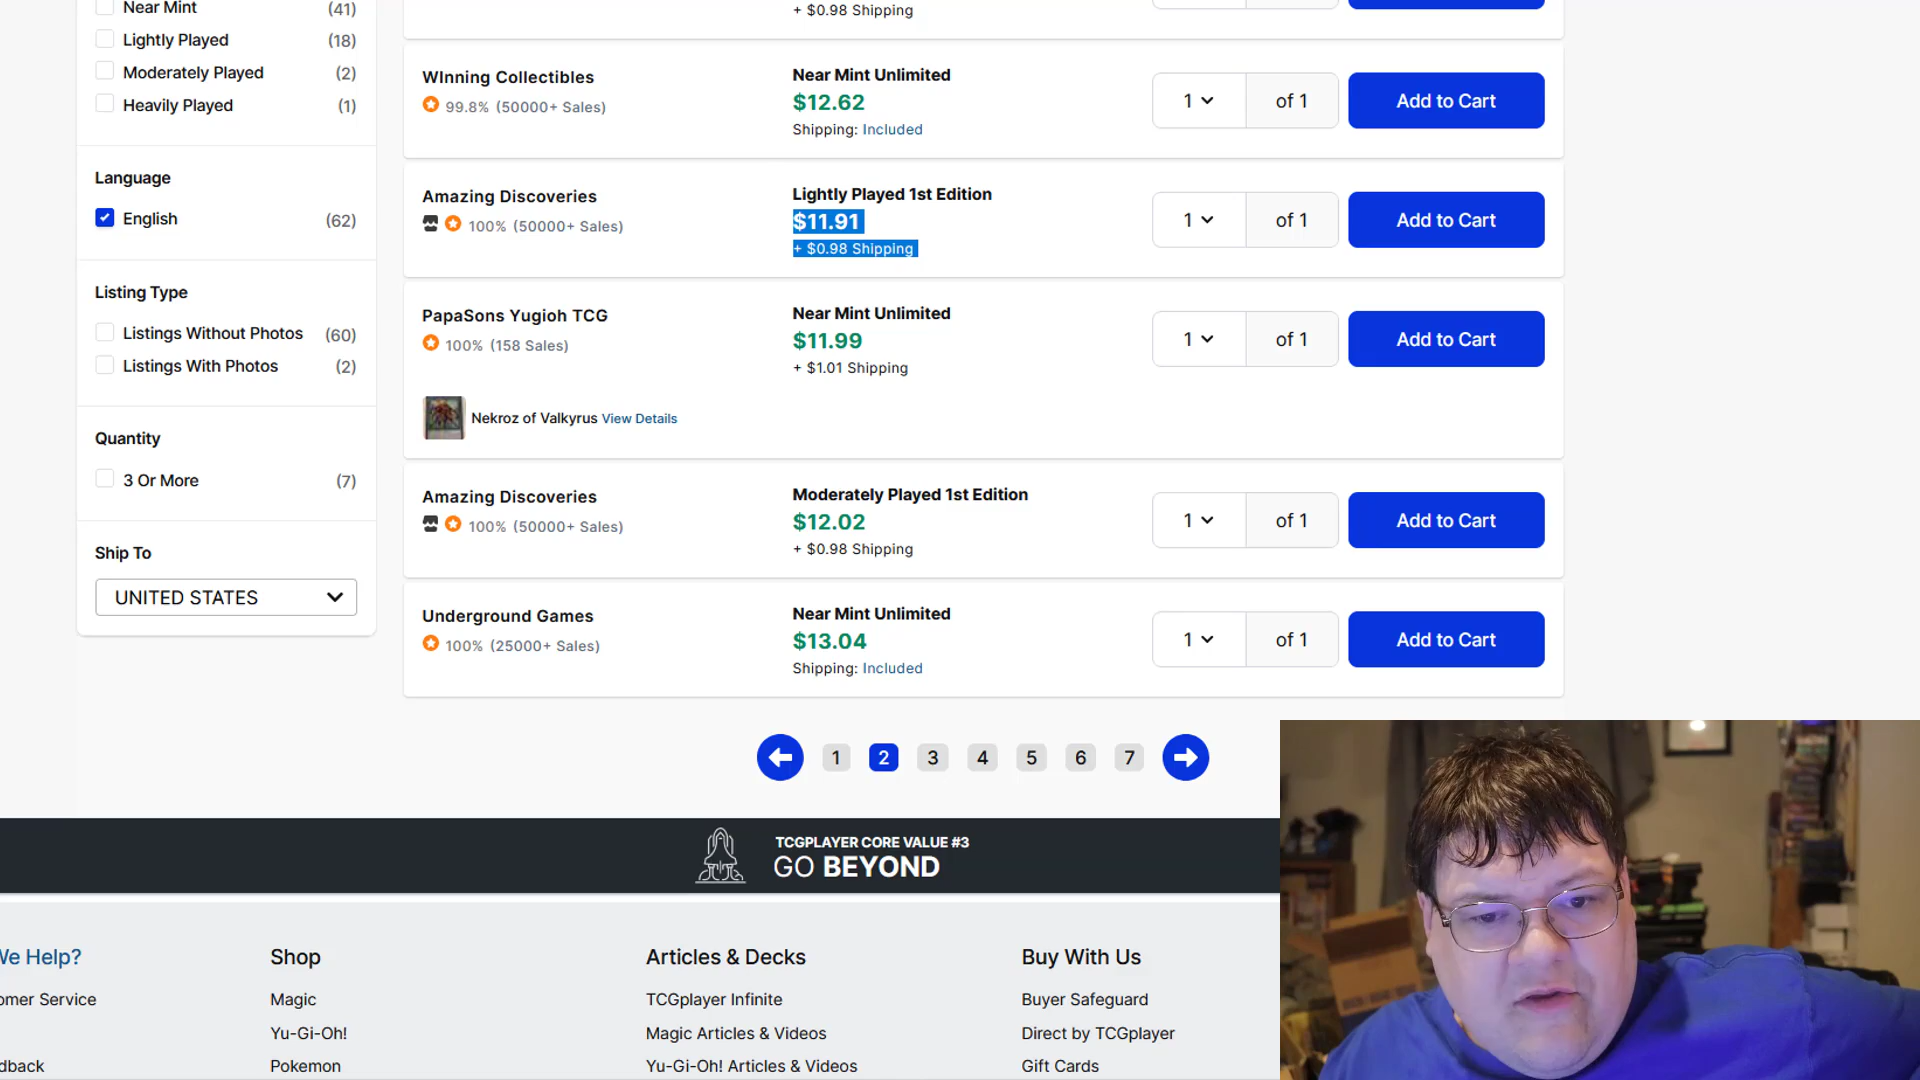 Near Mint (41)
Lightly Played (18)
Moderately Played (2)
Heavily Played (1)
Language
English (62)
Listing Type
Listings Without Photos (60)
Listings With Photos (2)
Quantity
3 Or More (7)
Ship To
UNITED STATES
+ $0.98 Shipping
WInning Collectibles
99.8% (50000+ Sales)
Near Mint Unlimited
$12.62
Shipping: Included
1 of 1 Add to Cart
Amazing Discoveries
100% (50000+ Sales)
Lightly Played 1st Edition
$11.91
+ $0.98 Shipping
1 of 1 Add to Cart
PapaSons Yugioh TCG
100% (158 Sales)
Near Mint Unlimited
$11.99
+ $1.01 Shipping
1 of 1 Add to Cart
Nekroz of Valkyrus View Details
Amazing Discoveries
100% (50000+ Sales)
Moderately Played 1st Edition
$12.02
+ $0.98 Shipping
1 of 1 Add to Cart
Underground Games
100% (25000+ Sales)
Near Mint Unlimited
$13.04
Shipping: Included
1 of 1 Add to Cart
1 2 3 4 5 6 7
TCGPLAYER CORE VALUE #3
GO BEYOND
We Help?
omer Service
dback
Shop
Magic
Yu-Gi-Oh!
Pokemon
Articles & Decks
TCGplayer Infinite
Magic Articles & Videos
Yu-Gi-Oh! Articles & Videos
Buy With Us
Buyer Safeguard
Direct by TCGplayer
Gift Cards